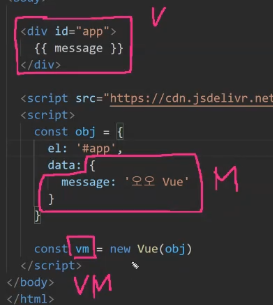 <body>
V
<div id="app">
{{ message }}
</div>
<script src="https://cdn.jsdelivr.net
<script>
const obj = {
el: '#app',
data: {
message: '오오 Vue'
}
}
M
const vm = new Vue(obj)
</script>
VM
</body>
</html>